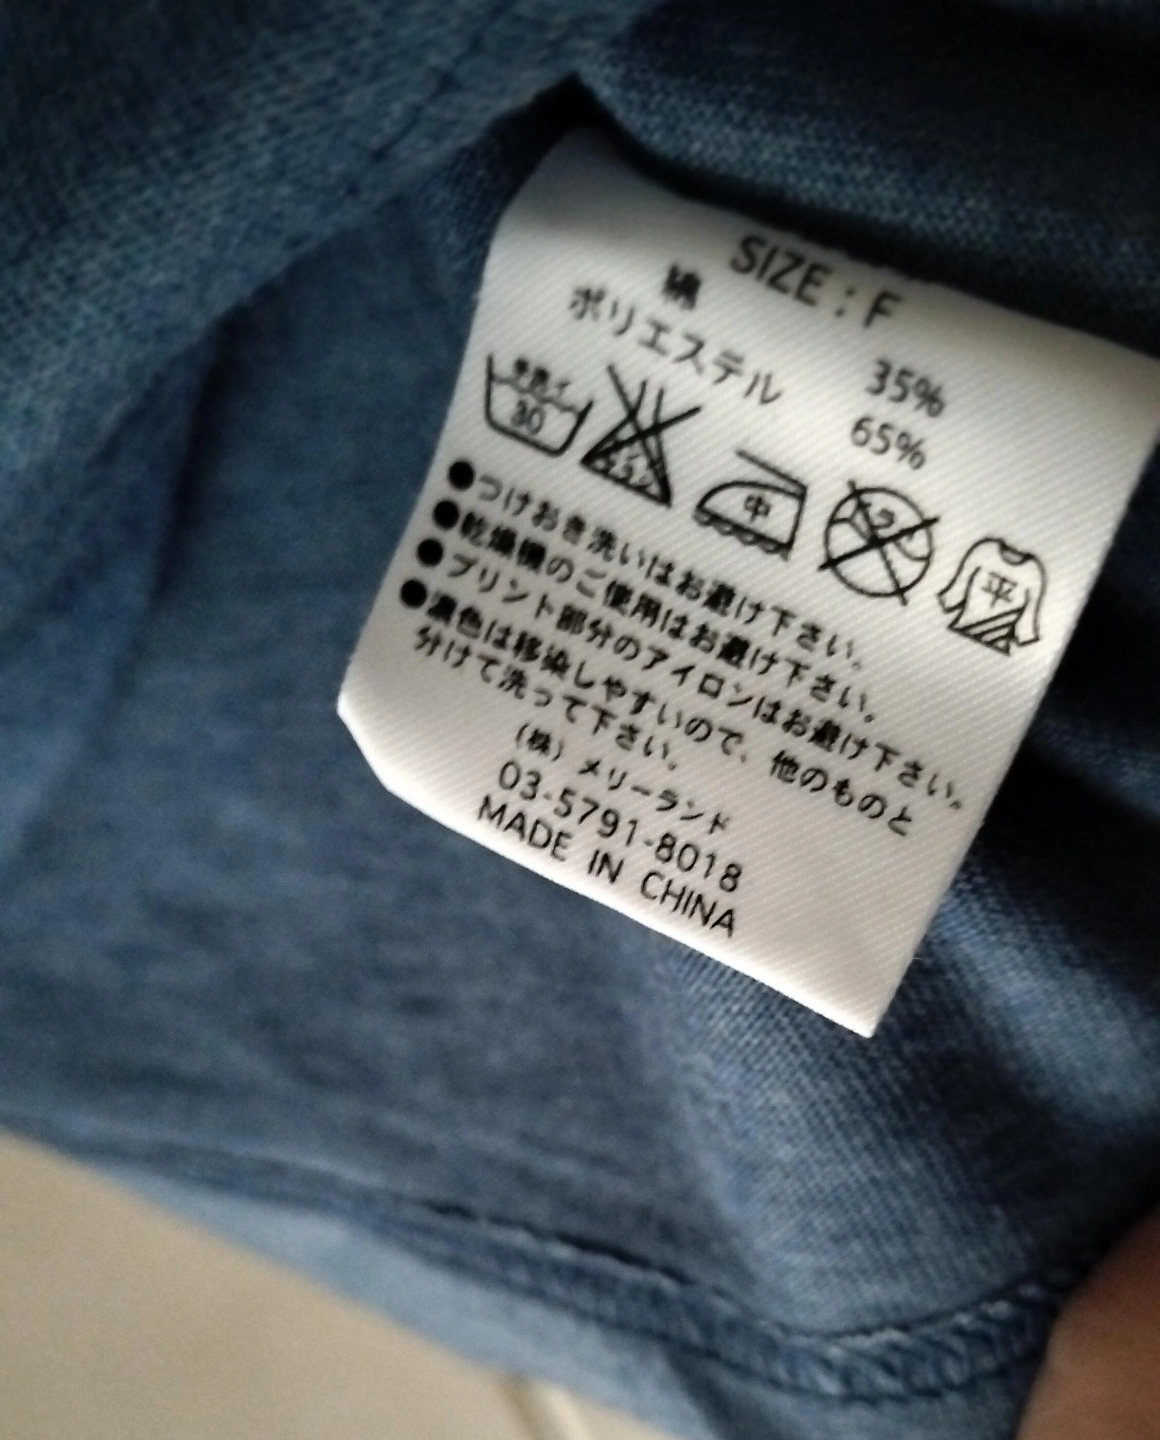 SIZE : F
綿 35%
ポリエステル 65%
30
中
平
●つけおき洗いはお避け下さい。
●乾燥機のご使用はお避け下さい。
●プリント部分のアイロンはお避け下さい。
●濃色は移染しやすいので、他のものと
分けて洗って下さい。
(株) メリーランド
03-5791-8018
MADE IN CHINA